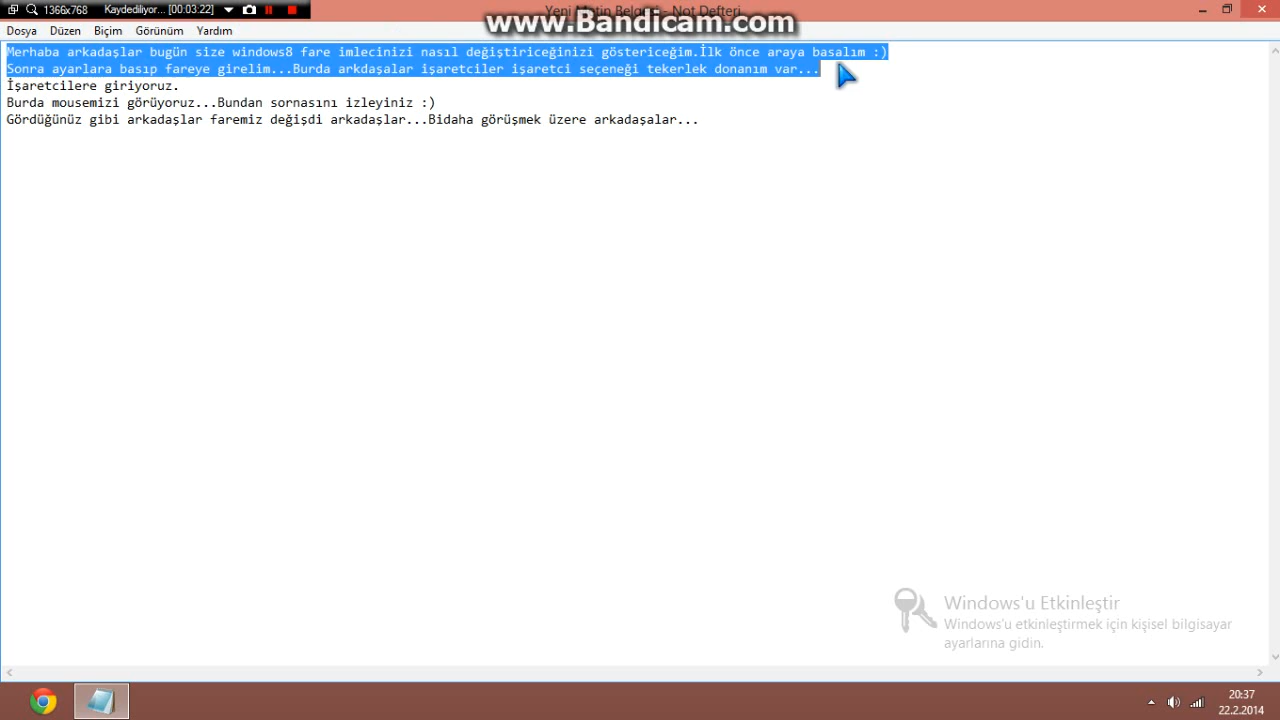 1366x768 Kaydediliyor... [00:03:22]
Yeni Metin Belgesi - Not Defteri
www.Bandicam.com
Dosya Düzen Biçim Görünüm Yardım
Merhaba arkadaşlar bugün size windows8 fare imlecinizi nasıl değiştiriceğinizi göstericeğim.İlk önce araya basalım :)
Sonra ayarlara basıp fareye girelim...Burda arkdaşalar işaretciler işaretci seçeneği tekerlek donanım var...
İşaretcilere giriyoruz.
Burda mousemizi görüyoruz...Bundan sornasını izleyiniz :)
Gördüğünüz gibi arkadaşlar faremiz değişdi arkadaşlar...Bidaha görüşmek üzere arkadaşalar...
Windows'u Etkinleştir
Windows'u etkinleştirmek için kişisel bilgisayar
ayarlarına gidin.
20:37
22.2.2014